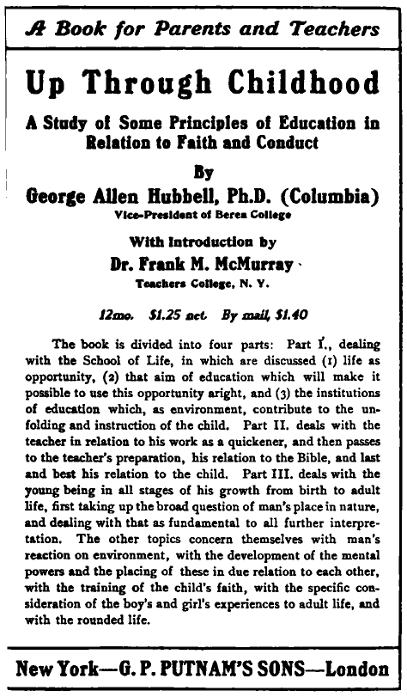 A Book for Parents and Teachers
Up Through Childhood
A Study of Some Principles of Education in
Relation to Faith and Conduct
By
George Allen Hubbell, Ph.D. (Columbia)
Vice-President of Berea College
With Introduction by
Dr. Frank M. McMurray
Teachers College, N. Y.
12mo. $1.25 net. By mail, $1.40
The book is divided into four parts: Part I., dealing
with the School of Life, in which are discussed (1) life as
opportunity, (2) that aim of education which will make it
possible to use this opportunity aright, and (3) the institutions
of education which, as environment, contribute to the un-
folding and instruction of the child. Part II. deals with the
teacher in relation to his work as a quickener, and then passes
to the teacher's preparation, his relation to the Bible, and last
and best his relation to the child. Part III. deals with the
young being in all stages of his growth from birth to adult
life, first taking up the broad question of man's place in nature,
and dealing with that as fundamental to all further interpre-
tation. The other topics concern themselves with man's
reaction on environment, with the development of the mental
powers and the placing of these in due relation to each other,
with the training of the child's faith, with the specific con-
sideration of the boy's and girl's experiences to adult life, and
with the rounded life.
New York—G. P. PUTNAM'S SONS—London